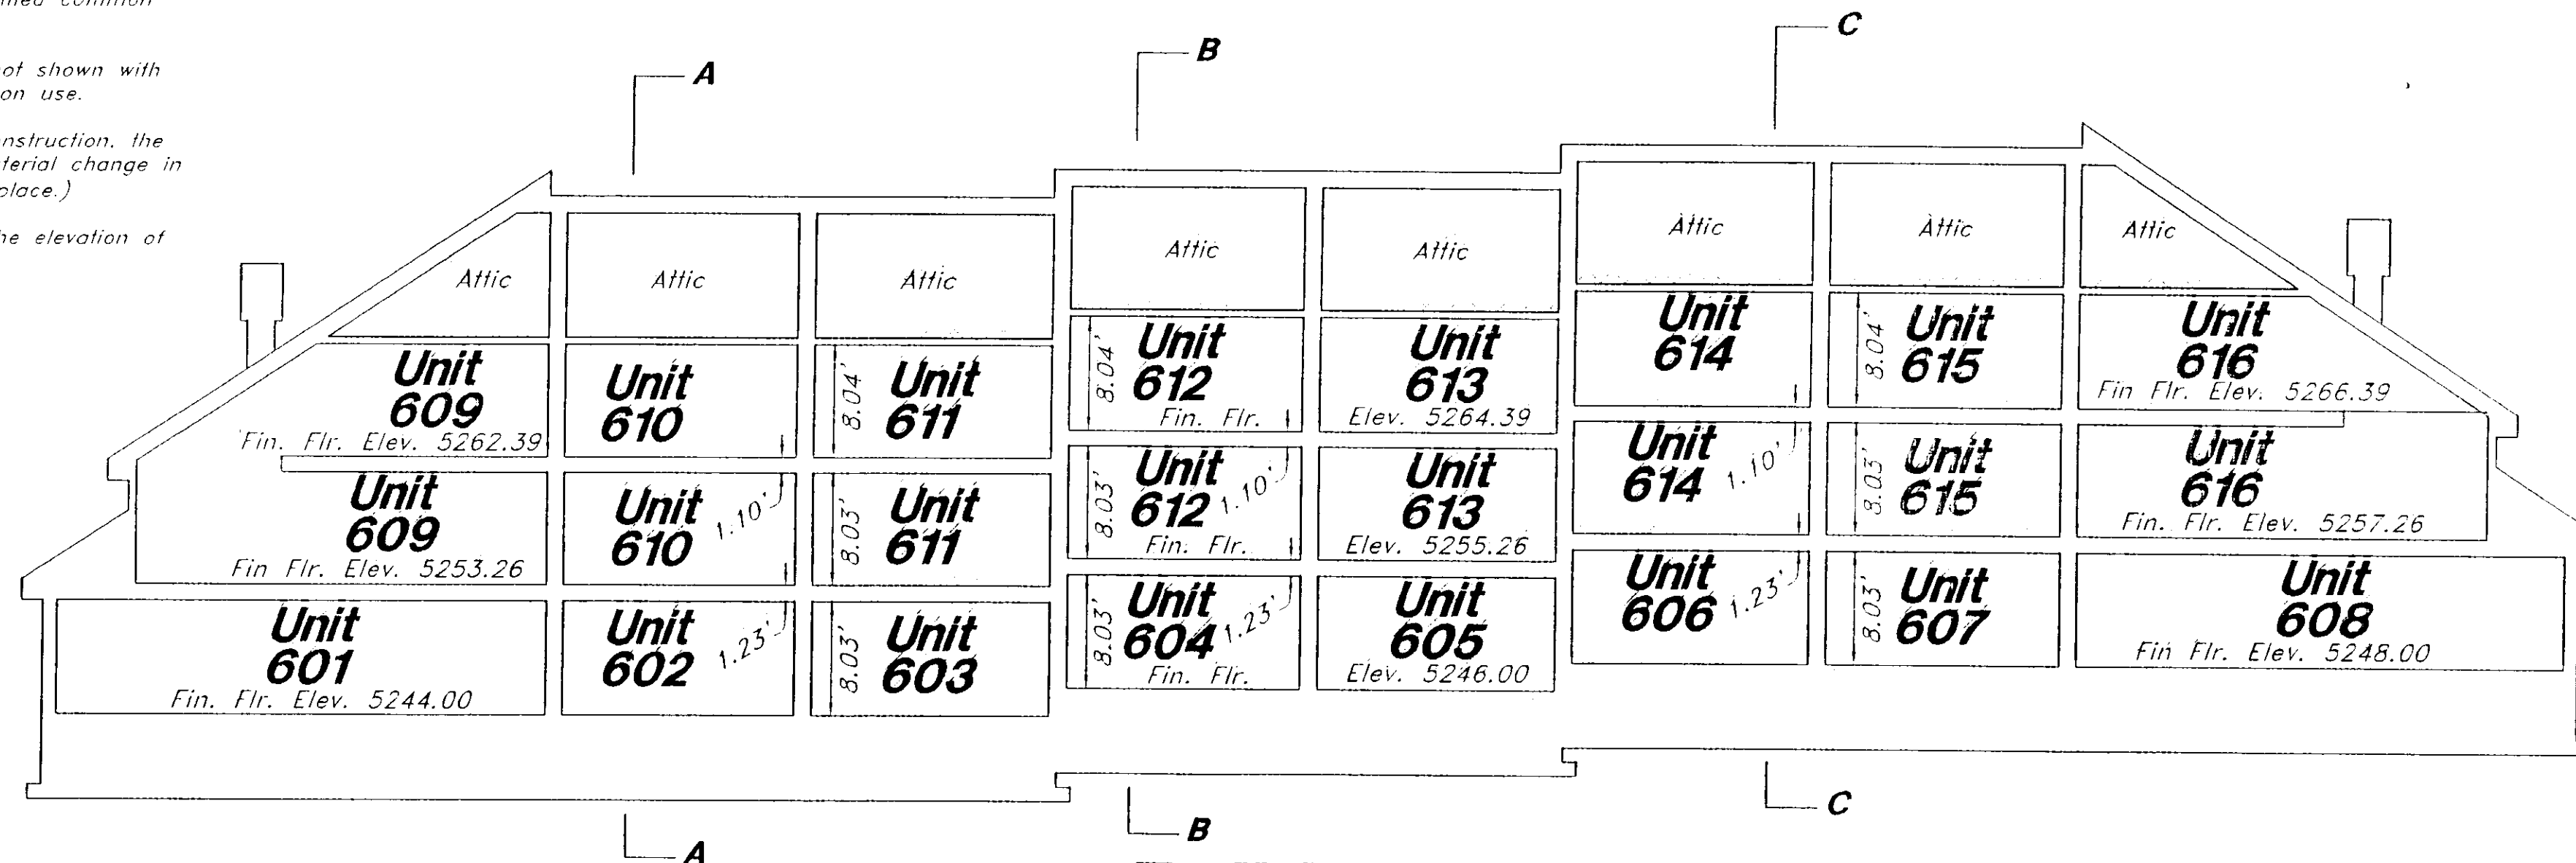 common
not shown with
on use.
construction, the
material change in
place.)
the elevation of
A
B
C
Attic
Attic
Attic
Attic
Attic
Attic
Attic
Attic
Unit
609
Fin. Flr. Elev. 5262.39
Unit
610
8.04'
Unit
611
8.04'
Unit
612
Fin. Flr.
Unit
613
Elev. 5264.39
Unit
614
8.04'
Unit
615
Unit
616
Fin Flr. Elev. 5266.39
Unit
609
Fin Flr. Elev. 5253.26
Unit
610
1.10'
8.03'
Unit
611
8.03'
Unit
612
1.10'
Fin. Flr.
Unit
613
Elev. 5255.26
Unit
614
1.10'
8.03'
Unit
615
Unit
616
Fin. Flr. Elev. 5257.26
Unit
601
Fin. Flr. Elev. 5244.00
Unit
602
1.23'
8.03'
Unit
603
8.03'
Unit
604
1.23'
Fin. Flr.
Unit
605
Elev. 5246.00
Unit
606
1.23'
8.03'
Unit
607
Unit
608
Fin Flr. Elev. 5248.00
A
B
C